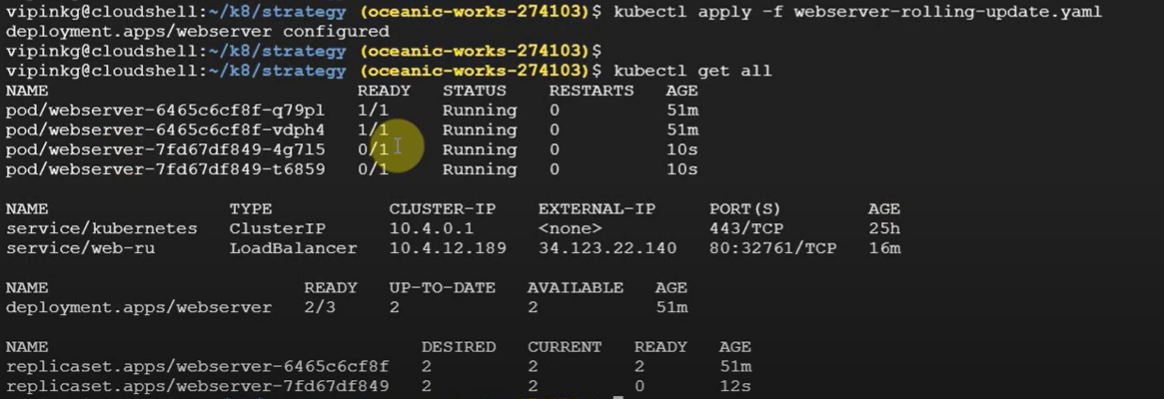 vipinkg@cloudshell:~/k8/strategy (oceanic-works-274103)$ kubectl apply -f webserver-rolling-update.yaml
deployment.apps/webserver configured
vipinkg@cloudshell:~/k8/strategy (oceanic-works-274103)$
vipinkg@cloudshell:~/k8/strategy (oceanic-works-274103)$ kubectl get all
NAME READY STATUS RESTARTS AGE
pod/webserver-6465c6cf8f-q79pl 1/1 Running 0 51m
pod/webserver-6465c6cf8f-vdph4 1/1 Running 0 51m
pod/webserver-7fd67df849-4g7l5 0/1 Running 0 10s
pod/webserver-7fd67df849-t6859 0/1 Running 0 10s
NAME TYPE CLUSTER-IP EXTERNAL-IP PORT(S) AGE
service/kubernetes ClusterIP 10.4.0.1 <none> 443/TCP 25h
service/web-ru LoadBalancer 10.4.12.189 34.123.22.140 80:32761/TCP 16m
NAME READY UP-TO-DATE AVAILABLE AGE
deployment.apps/webserver 2/3 2 2 51m
NAME DESIRED CURRENT READY AGE
replicaset.apps/webserver-6465c6cf8f 2 2 2 51m
replicaset.apps/webserver-7fd67df849 2 2 0 12s